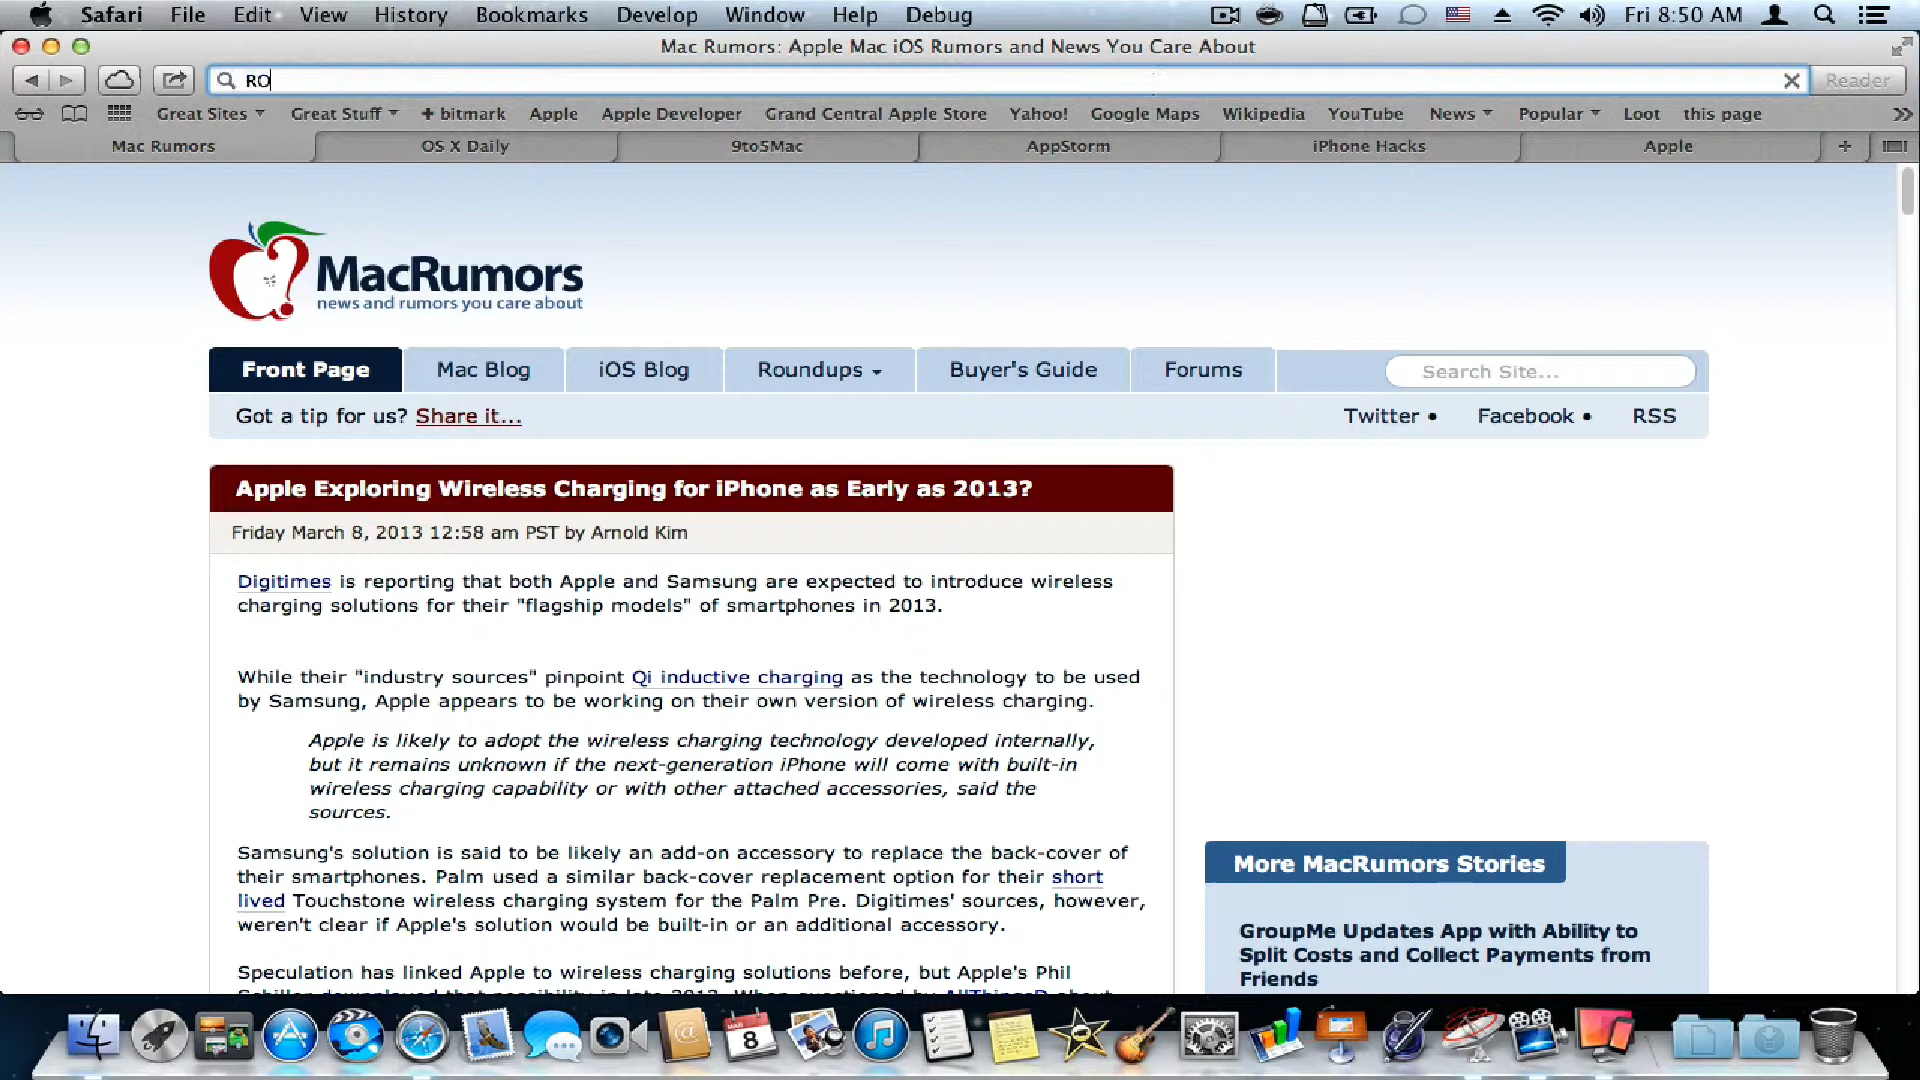 Safari File Edit View History Bookmarks Develop Window Help Debug Fri 8:50 AM
Mac Rumors: Apple Mac iOS Rumors and News You Care About
RO Reader
Great Sites Great Stuff + bitmark Apple Apple Developer Grand Central Apple Store Yahoo! Google Maps Wikipedia YouTube News Popular Loot this page
Mac Rumors OS X Daily 9to5Mac AppStorm iPhone Hacks Apple
MacRumors
news and rumors you care about
Front Page Mac Blog iOS Blog Roundups Buyer's Guide Forums Search Site...
Got a tip for us? Share it... Twitter • Facebook • RSS
Apple Exploring Wireless Charging for iPhone as Early as 2013?
Friday March 8, 2013 12:58 am PST by Arnold Kim
Digitimes is reporting that both Apple and Samsung are expected to introduce wireless
charging solutions for their "flagship models" of smartphones in 2013.
While their "industry sources" pinpoint Qi inductive charging as the technology to be used
by Samsung, Apple appears to be working on their own version of wireless charging.
Apple is likely to adopt the wireless charging technology developed internally,
but it remains unknown if the next-generation iPhone will come with built-in
wireless charging capability or with other attached accessories, said the
sources.
Samsung's solution is said to be likely an add-on accessory to replace the back-cover of
their smartphones. Palm used a similar back-cover replacement option for their short
lived Touchstone wireless charging system for the Palm Pre. Digitimes' sources, however,
weren't clear if Apple's solution would be built-in or an additional accessory.
Speculation has linked Apple to wireless charging solutions before, but Apple's Phil
More MacRumors Stories
GroupMe Updates App with Ability to
Split Costs and Collect Payments from
Friends
MAR
8